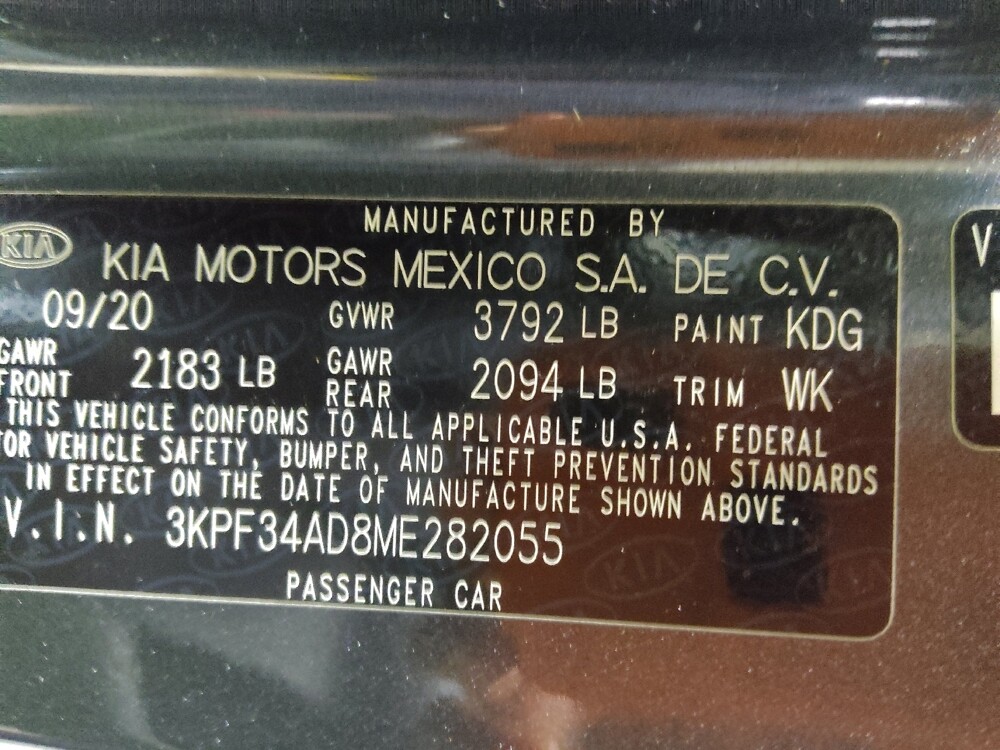 MANUFACTURED BY
KIA
KIA MOTORS MEXICO S.A. DE C.V.
09/20 GVWR 3792 LB PAINT KDG
GAWR FRONT 2183 LB GAWR REAR 2094 LB TRIM WK
THIS VEHICLE CONFORMS TO ALL APPLICABLE U.S.A. FEDERAL
OR VEHICLE SAFETY, BUMPER, AND THEFT PREVENTION STANDARDS
IN EFFECT ON THE DATE OF MANUFACTURE SHOWN ABOVE.
V.I.N. 3KPF34AD8ME282055
PASSENGER CAR
V